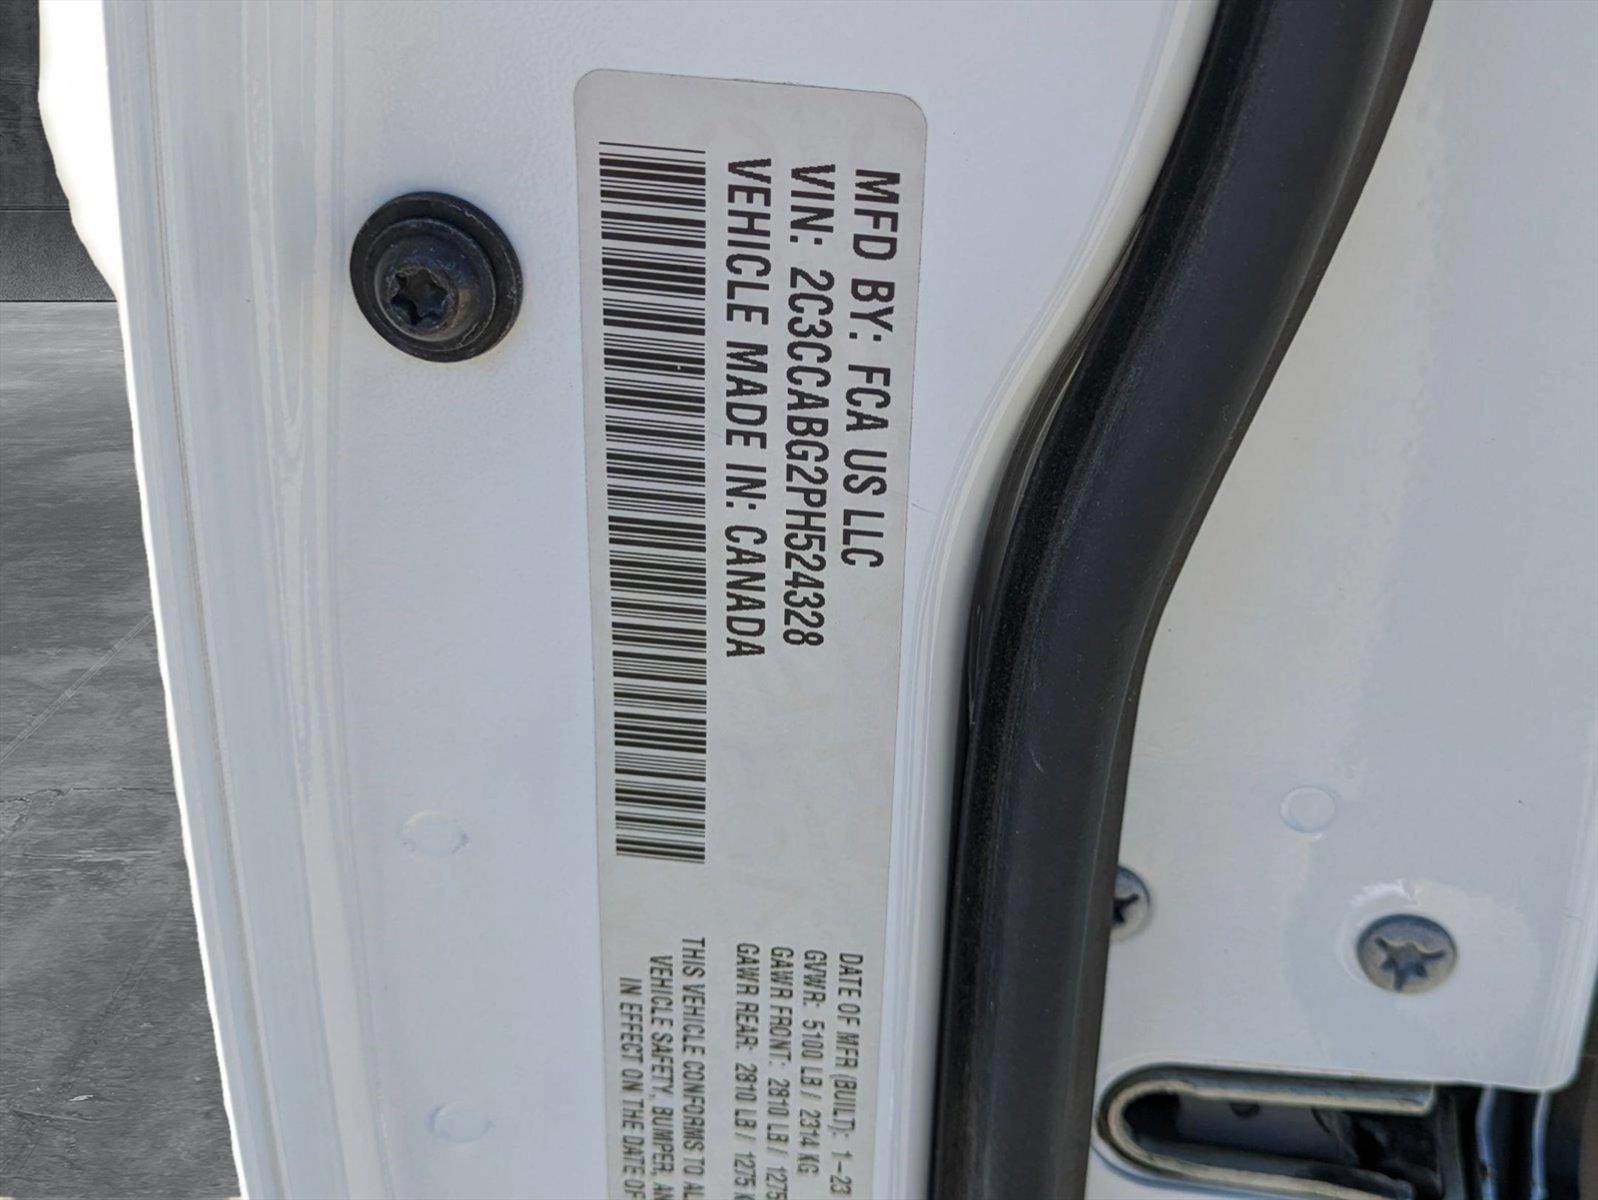 MFD BY: FCA US LLC
VIN: 2C3CCABG2PH524328
VEHICLE MADE IN: CANADA
DATE OF MFR (BUILT): 1-23
GVWR: 5100 LB / 2314 KG
GAWR FRONT: 2810 LB / 1275
GAWR REAR: 2810 LB / 1275 K
THIS VEHICLE CONFORMS TO AL
VEHICLE SAFETY, BUMPER, AN
IN EFFECT ON THE DATE OF